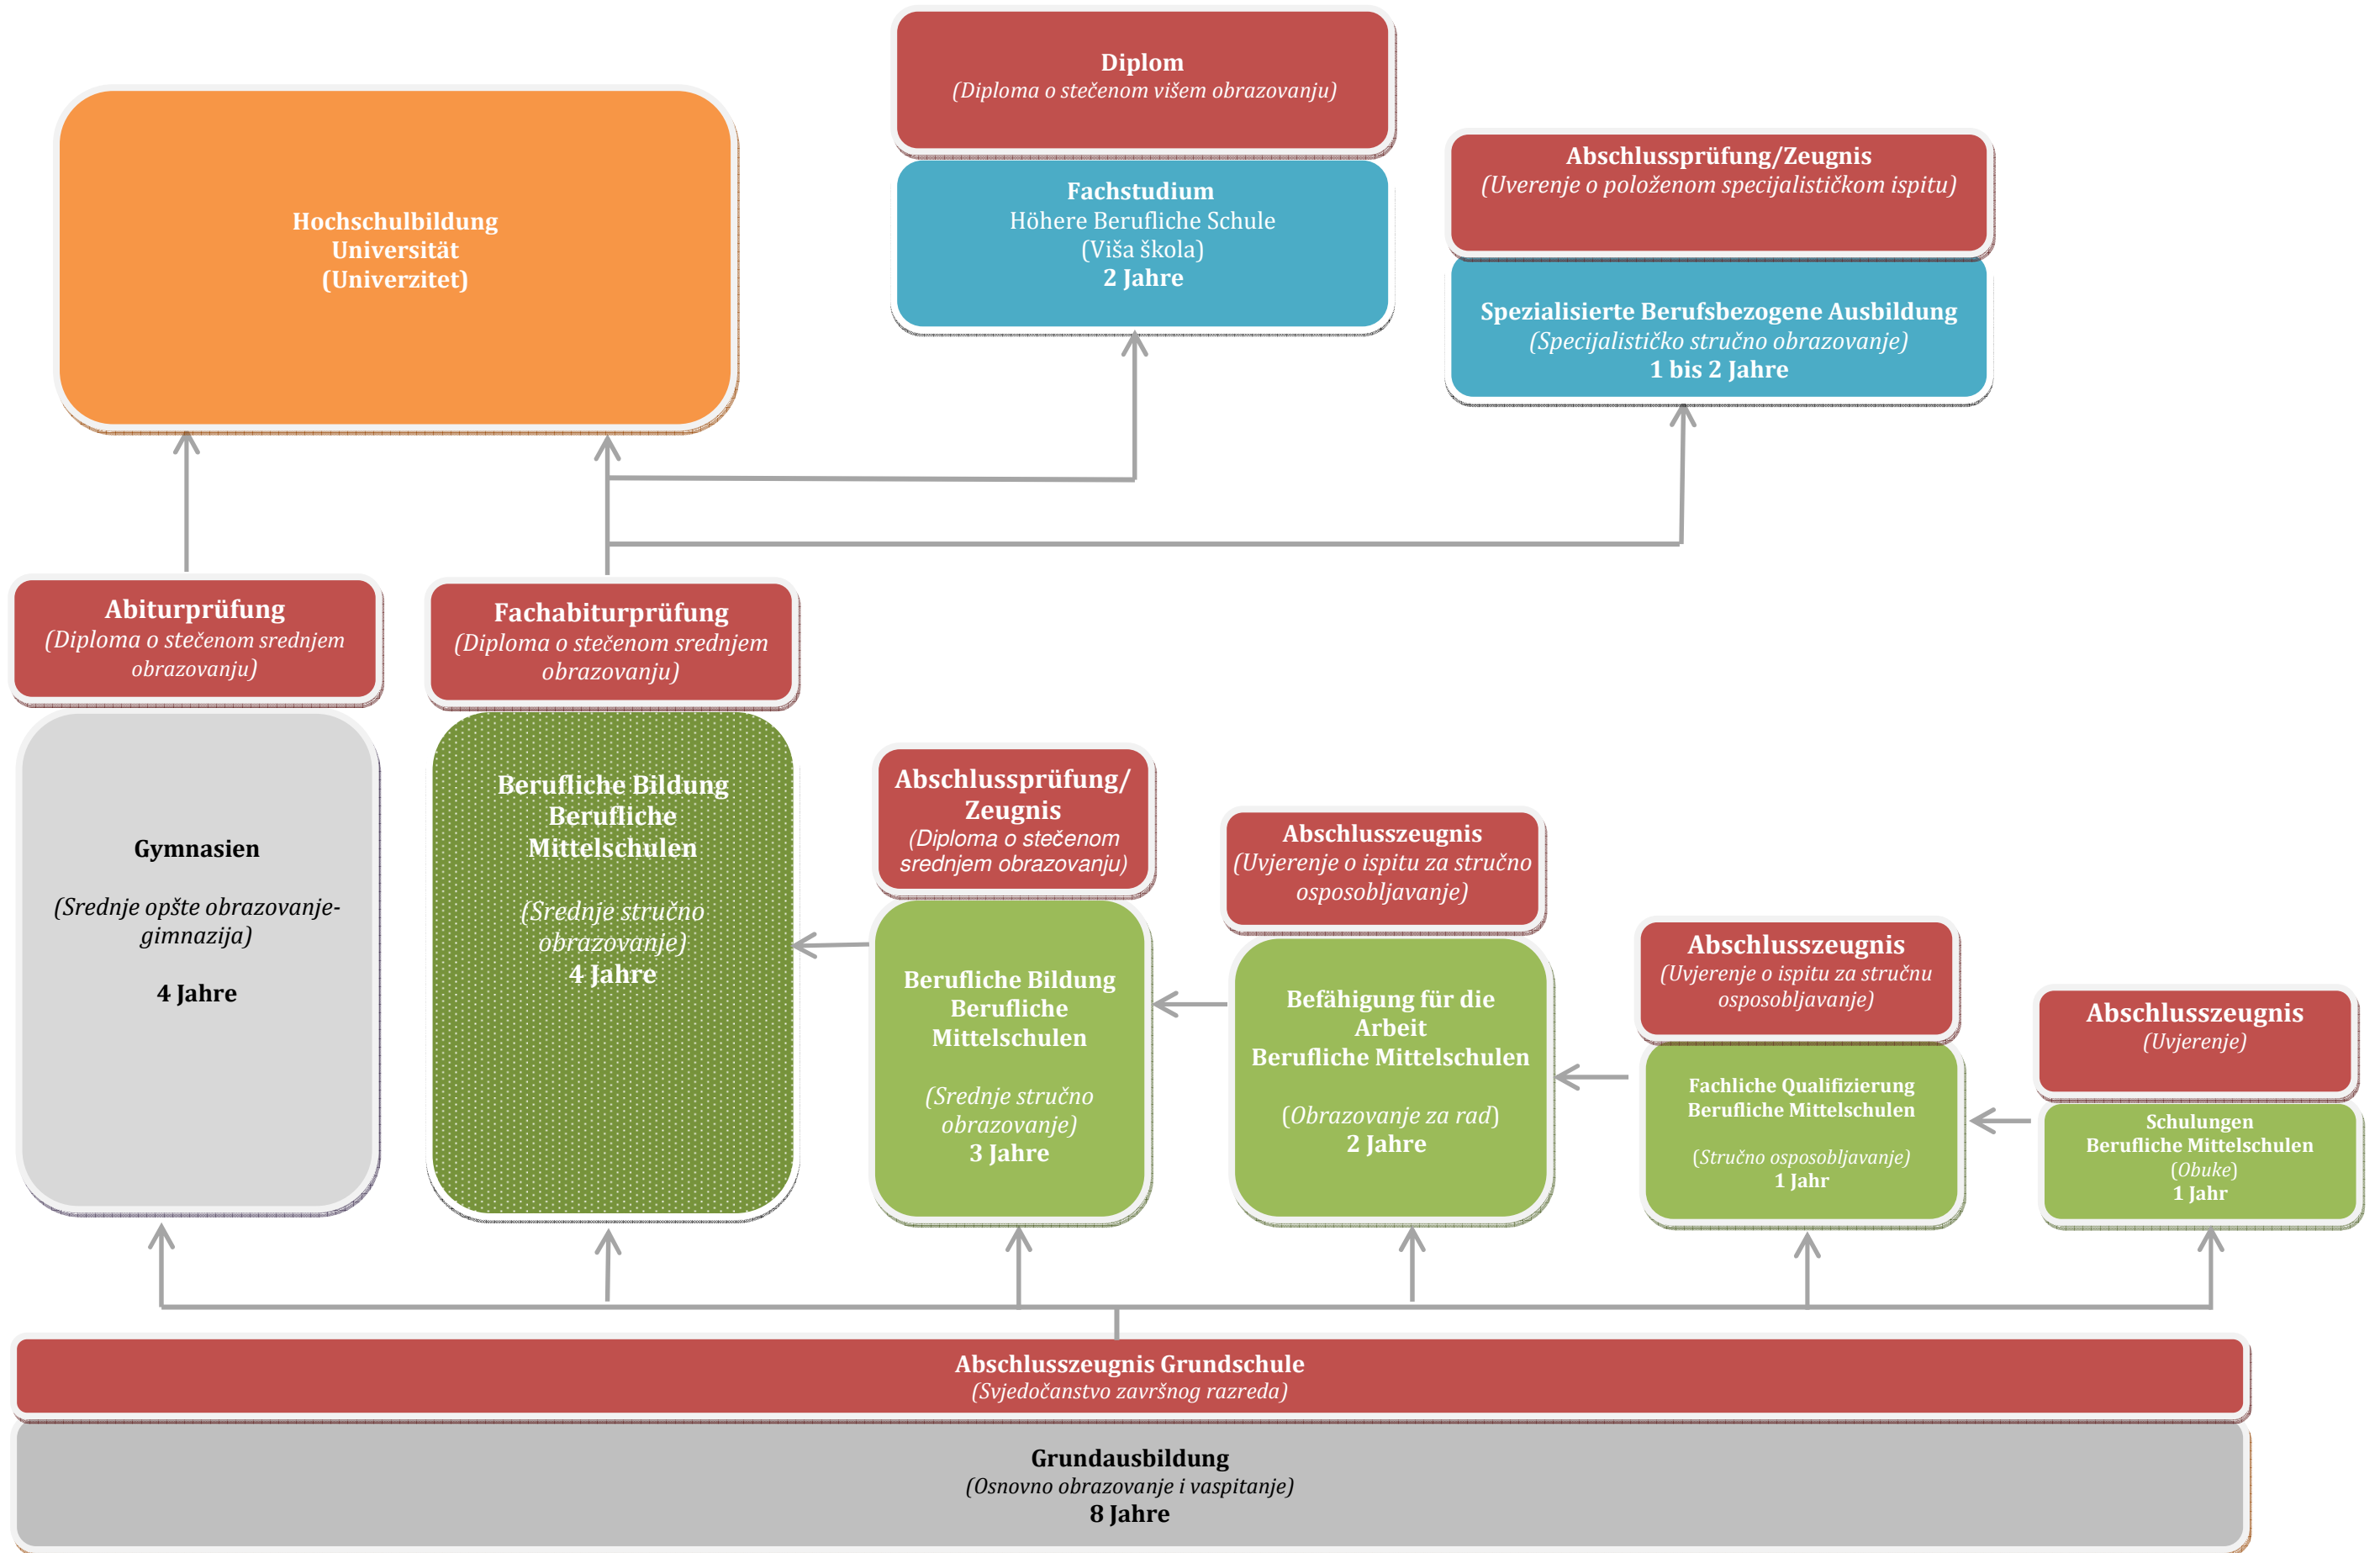 Diplom
(Diploma o stečenom višem obrazovanju)
Fachstudium
Höhere Berufliche Schule
(Viša škola)
2 Jahre
Abschlussprüfung/Zeugnis
(Uverenje o položenom specijalističkom ispitu)
Spezialisierte Berufsbezogene Ausbildung
(Specijalističko stručno obrazovanje)
1 bis 2 Jahre
Hochschulbildung
Universität
(Univerzitet)
Abiturprüfung
(Diploma o stečenom srednjem
obrazovanju)
Gymnasien
(Srednje opšte obrazovanje-
gimnazija)
4 Jahre
Fachabiturprüfung
(Diploma o stečenom srednjem
obrazovanju)
Berufliche Bildung
Berufliche
Mittelschulen
(Srednje stručno
obrazovanje)
4 Jahre
Abschlussprüfung/
Zeugnis
(Diploma o stečenom
srednjem obrazovanju)
Berufliche Bildung
Berufliche
Mittelschulen
(Srednje stručno
obrazovanje)
3 Jahre
Abschlusszeugnis
(Uvjerenje o ispitu za stručno
osposobljavanje)
Befähigung für die
Arbeit
Berufliche Mittelschulen
(Obrazovanje za rad)
2 Jahre
Abschlusszeugnis
(Uvjerenje o ispitu za stručnu
osposobljavanje)
Fachliche Qualifizierung
Berufliche Mittelschulen
(Stručno osposobljavanje)
1 Jahr
Abschlusszeugnis
(Uvjerenje)
Schulungen
Berufliche Mittelschulen
(Obuke)
1 Jahr
Abschlusszeugnis Grundschule
(Svjedočanstvo završnog razreda)
Grundausbildung
(Osnovno obrazovanje i vaspitanje)
8 Jahre